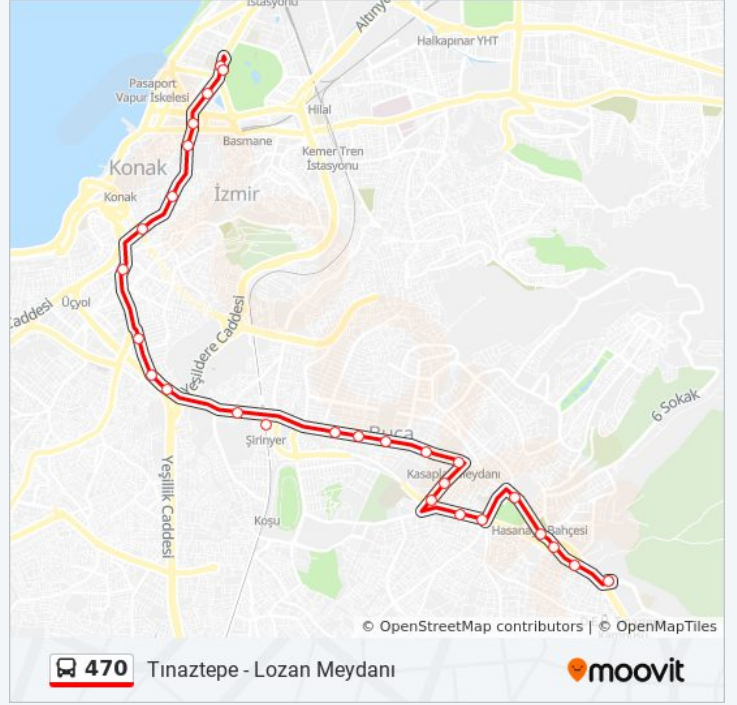 İstasyonu
Altınyo
Halkapınar YHT
Pasaport
Vapur İskelesi
Hilal
Basmane
Kemer Tren
İstasyonu
Konak
Konak
İzmir
Üçyol
Caddesi
Yeşildere Caddesi
Buca
Şirinyer
6 Sokak
Kasaplar Meydanı
Yeşillik Caddesi
Koşu
Hasanağa Bahçesi
© OpenStreetMap contributors | © OpenMapTiles
470 Tınaztepe - Lozan Meydanı
moovit